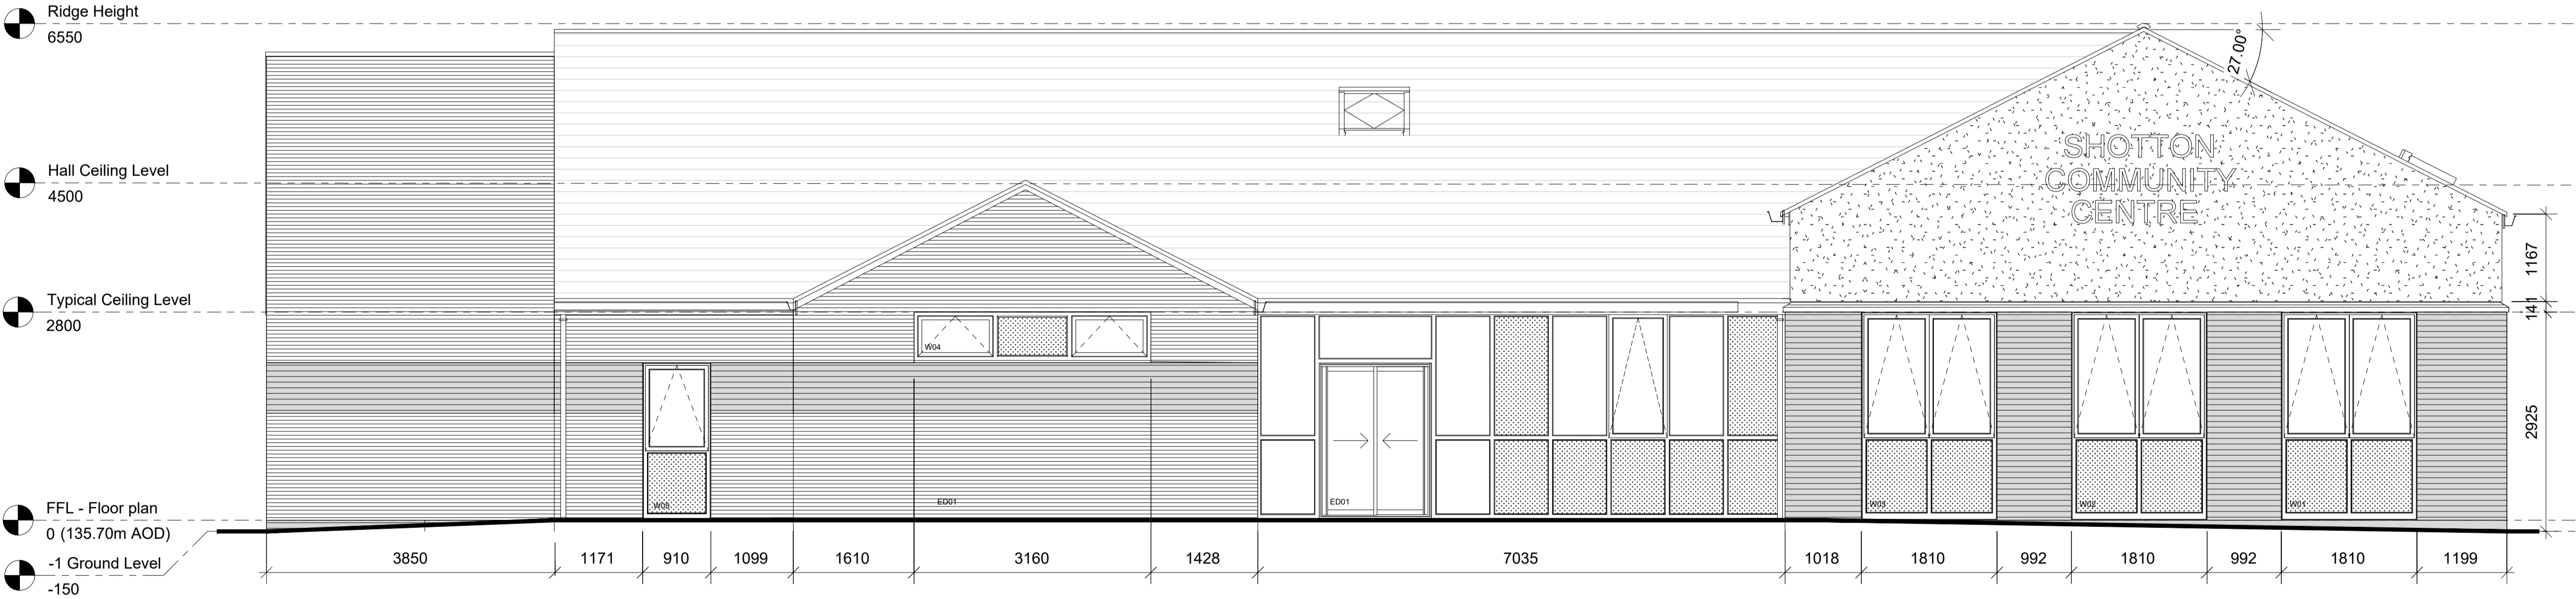 Ridge Height
6550
27.00°
SHOTTON
COMMUNITY
CENTRE
Hall Ceiling Level
4500
1167
Typical Ceiling Level
2800
141
W04
2925
W05
ED01
ED01
W03
W02
W01
FFL - Floor plan
0 (135.70m AOD)
-1 Ground Level
-150
3850
1171
910
1099
1610
3160
1428
7035
1018
1810
992
1810
992
1810
1199